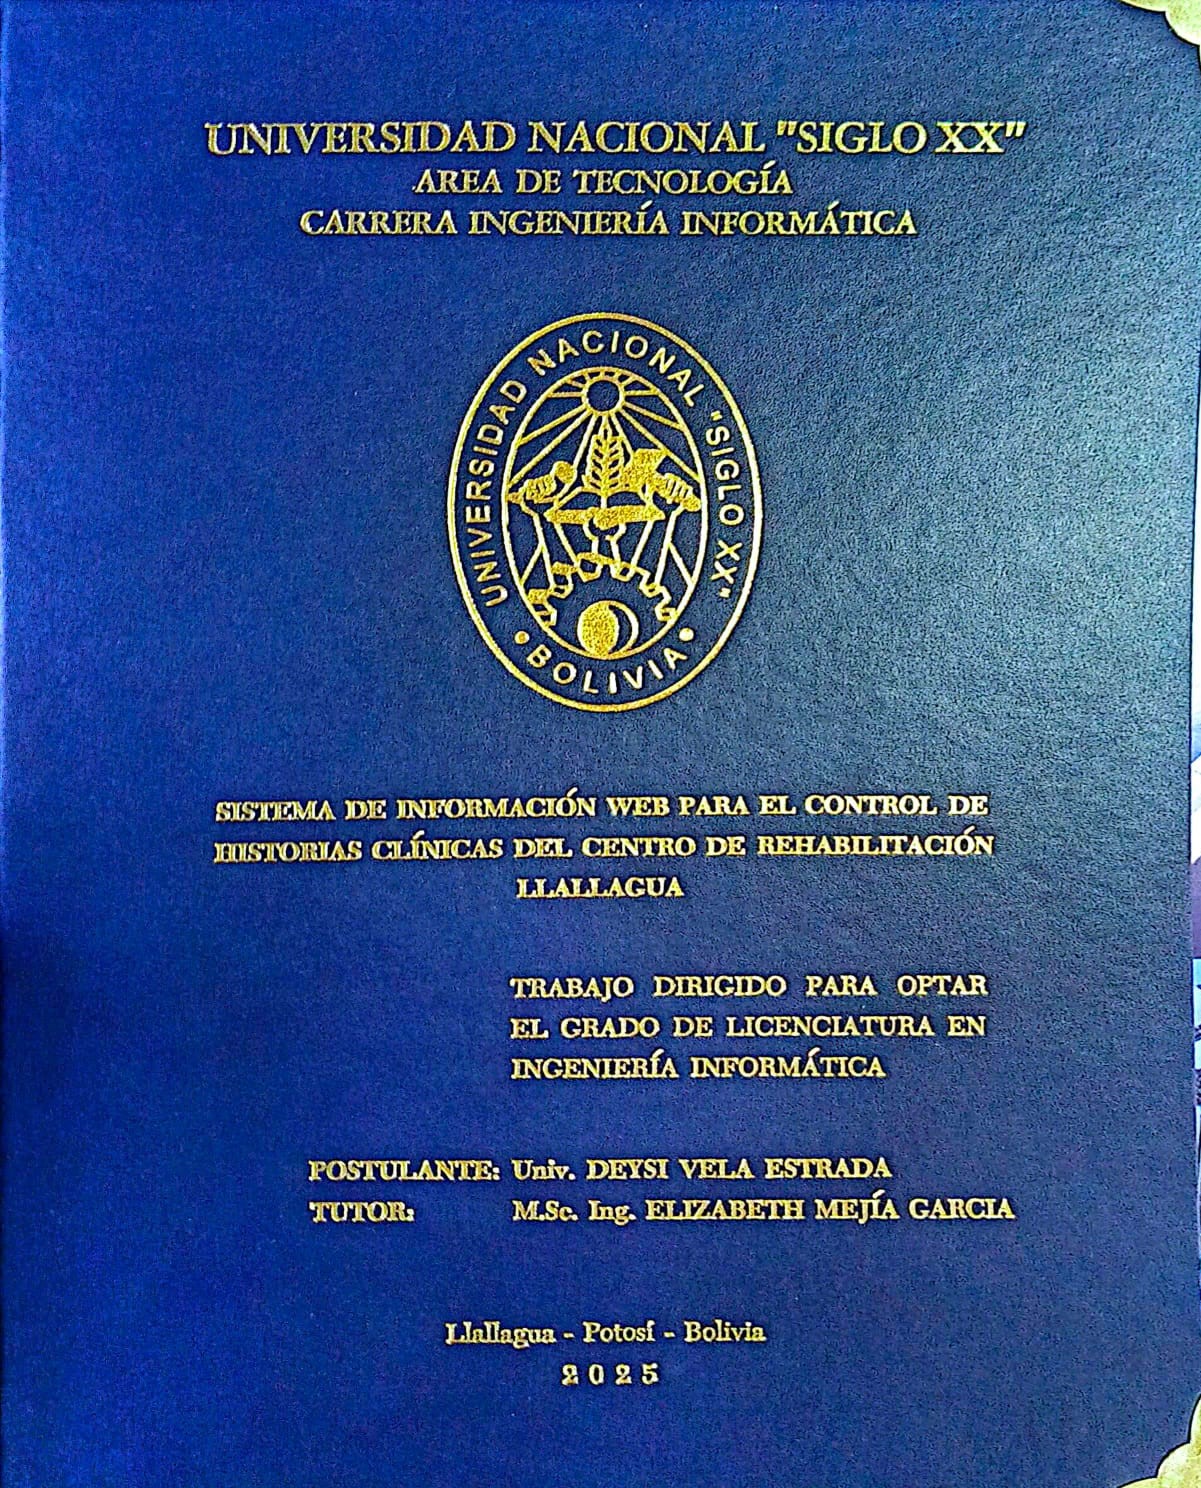 UNIVERSIDAD NACIONAL "SIGLO XX"
AREA DE TECNOLOGÍA
CARRERA INGENIERÍA INFORMÁTICA
UNIVERSIDAD NACIONAL "SIGLO XX"
BOLIVIA
SISTEMA DE INFORMACIÓN WEB PARA EL CONTROL DE
HISTORIAS CLÍNICAS DEL CENTRO DE REHABILITACIÓN
LLALLAGUA
TRABAJO DIRIGIDO PARA OPTAR
EL GRADO DE LICENCIATURA EN
INGENIERÍA INFORMÁTICA
POSTULANTE: Univ. DEYSI VELA ESTRADA
TUTOR: M.Sc. Ing. ELIZABETH MEJÍA GARCIA
Llallagua - Potosí - Bolivia
2025